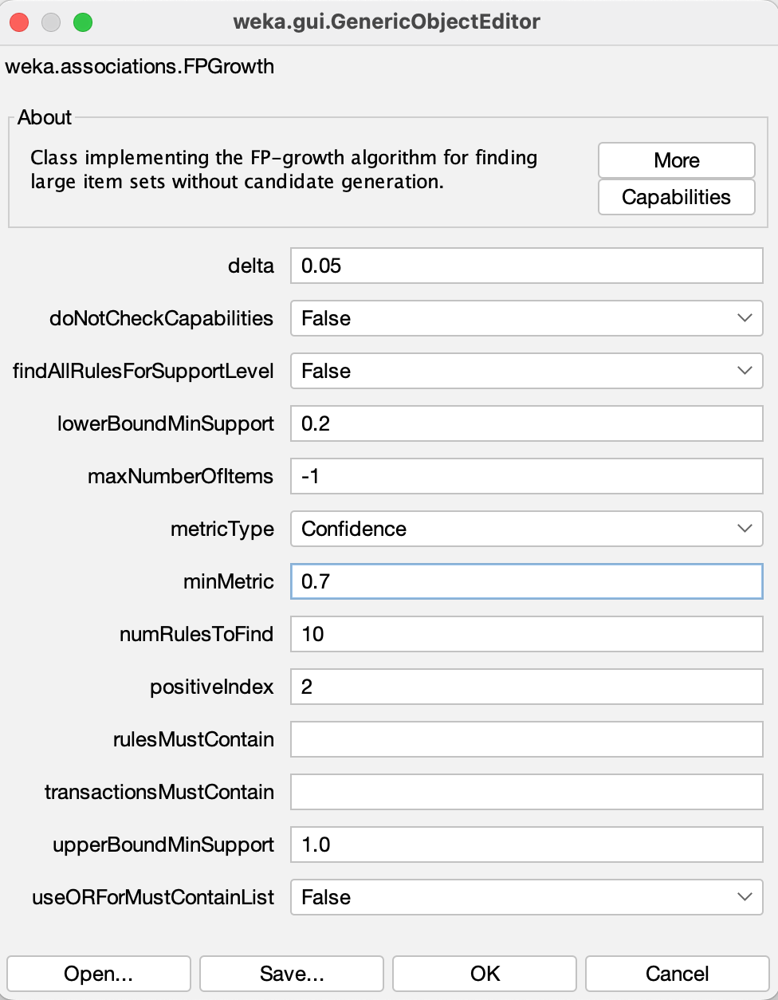 weka.gui.GenericObjectEditor
weka.associations.FPGrowth
About
Class implementing the FP-growth algorithm for finding
large item sets without candidate generation.
More
Capabilities
delta 0.05
doNotCheckCapabilities False
findAllRulesForSupportLevel False
lowerBoundMinSupport 0.2
maxNumberOfItems -1
metricType Confidence
minMetric 0.7
numRulesToFind 10
positiveIndex 2
rulesMustContain
transactionsMustContain
upperBoundMinSupport 1.0
useORForMustContainList False
Open... Save... OK Cancel